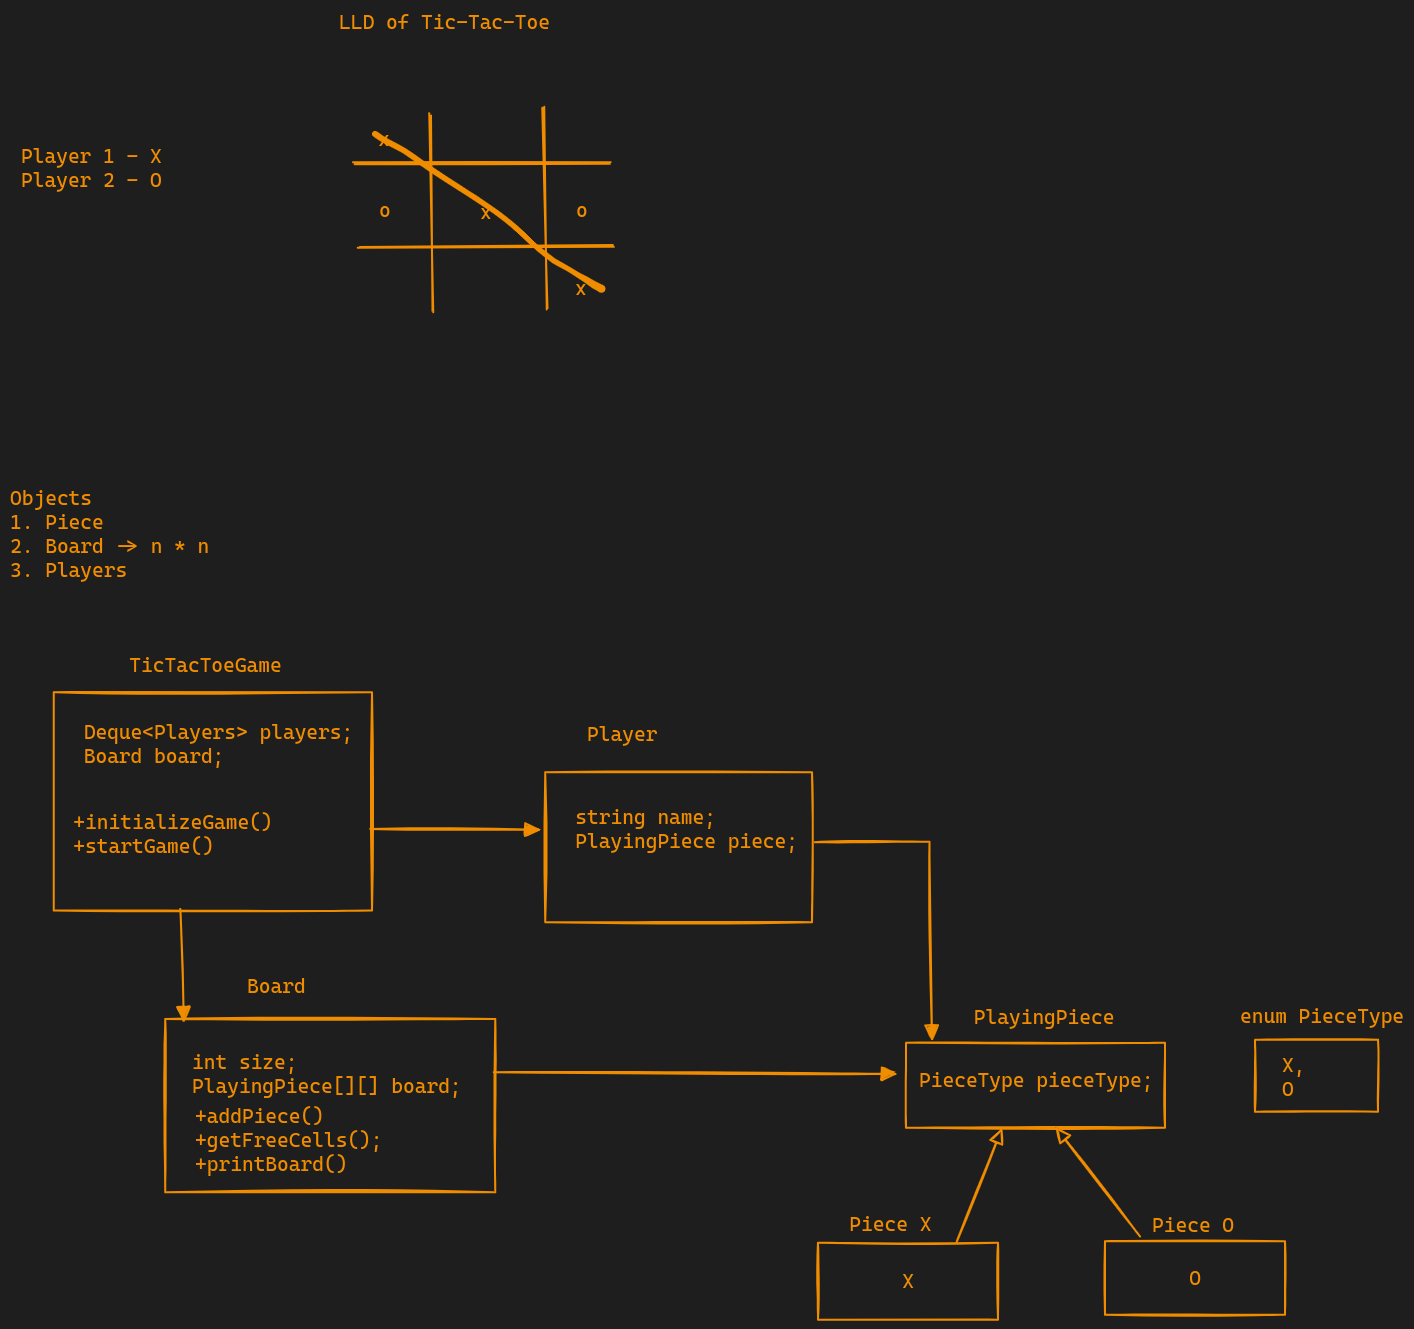 LLD of Tic-Tac-Toe
x
Player 1 - X
Player 2 - O
o
x
o
x
Objects
1. Piece
2. Board → n * n
3. Players
TicTacToeGame
Deque<Players> players;
Board board;
+initializeGame()
+startGame()
Player
string name;
PlayingPiece piece;
Board
int size;
PlayingPiece[][] board;
+addPiece()
+getFreeCells();
+printBoard()
PlayingPiece
PieceType pieceType;
enum PieceType
X,
O
Piece X
X
Piece O
O